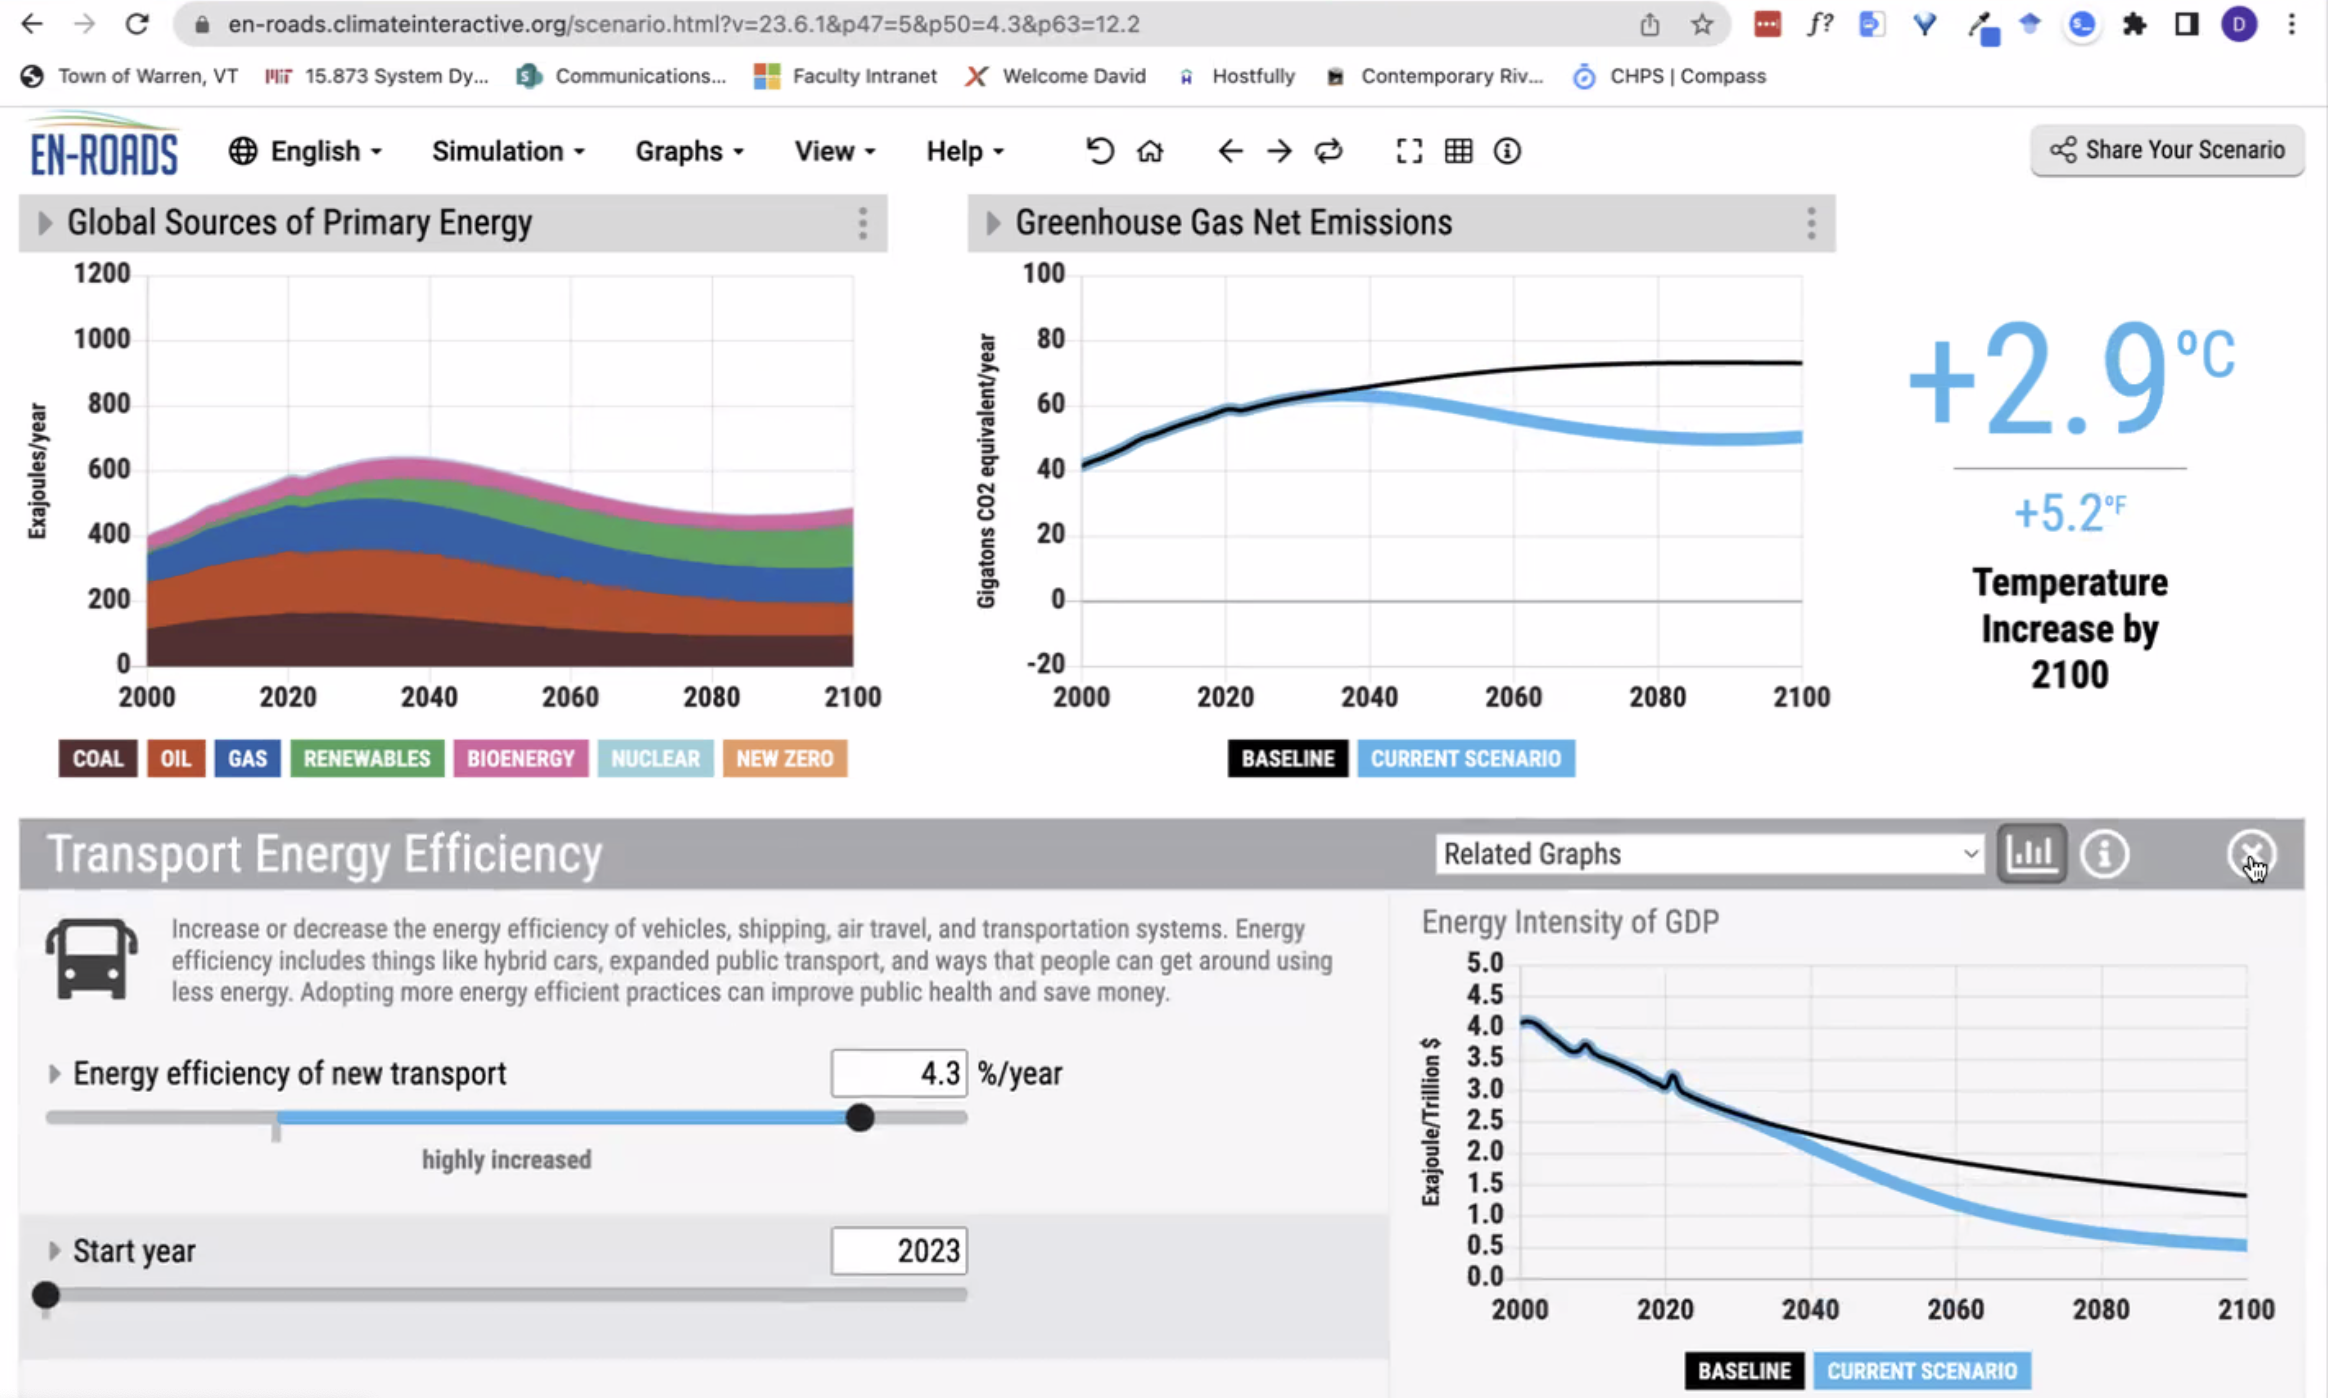 en-roads.climateinteractive.org/scenario.html?v=23.6.1&p47=5&p50=4.3&p63=12.2
f?
D
Town of Warren, VT
MIT 15.873 System Dy...
S Communications...
Faculty Intranet
Welcome David
Hostfully
Contemporary Riv...
CHPS | Compass
EN-ROADS
English
Simulation
Graphs
View
Help
Share Your Scenario
Global Sources of Primary Energy
Exajoules/year
1200
1000
800
600
400
200
0
2000 2020 2040 2060 2080 2100
COAL OIL GAS RENEWABLES BIOENERGY NUCLEAR NEW ZERO
Greenhouse Gas Net Emissions
Gigatons CO2 equivalent/year
100
80
60
40
20
0
-20
2000 2020 2040 2060 2080 2100
BASELINE CURRENT SCENARIO
+2.9 °C
+5.2°F
Temperature
Increase by
2100
Transport Energy Efficiency
Related Graphs
Increase or decrease the energy efficiency of vehicles, shipping, air travel, and transportation systems. Energy
efficiency includes things like hybrid cars, expanded public transport, and ways that people can get around using
less energy. Adopting more energy efficient practices can improve public health and save money.
Energy efficiency of new transport 4.3 %/year
highly increased
Start year 2023
Energy Intensity of GDP
Exajoule/Trillion $
5.0
4.5
4.0
3.5
3.0
2.5
2.0
1.5
1.0
0.5
0.0
2000 2020 2040 2060 2080 2100
BASELINE CURRENT SCENARIO